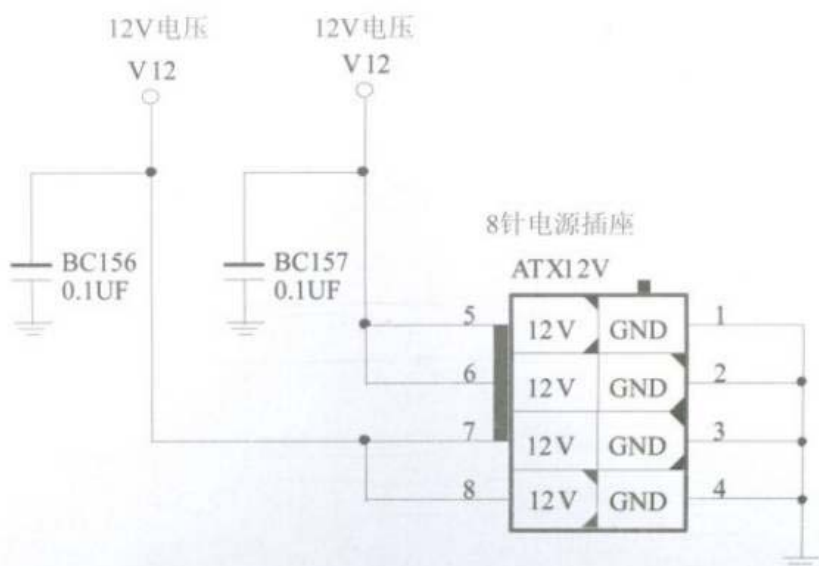 12V电压 12V电压
V12 V12
8针电源插座
BC156 BC157 ATX12V
0.1UF 0.1UF
5 12V GND 1
6 12V GND 2
7 12V GND 3
8 12V GND 4